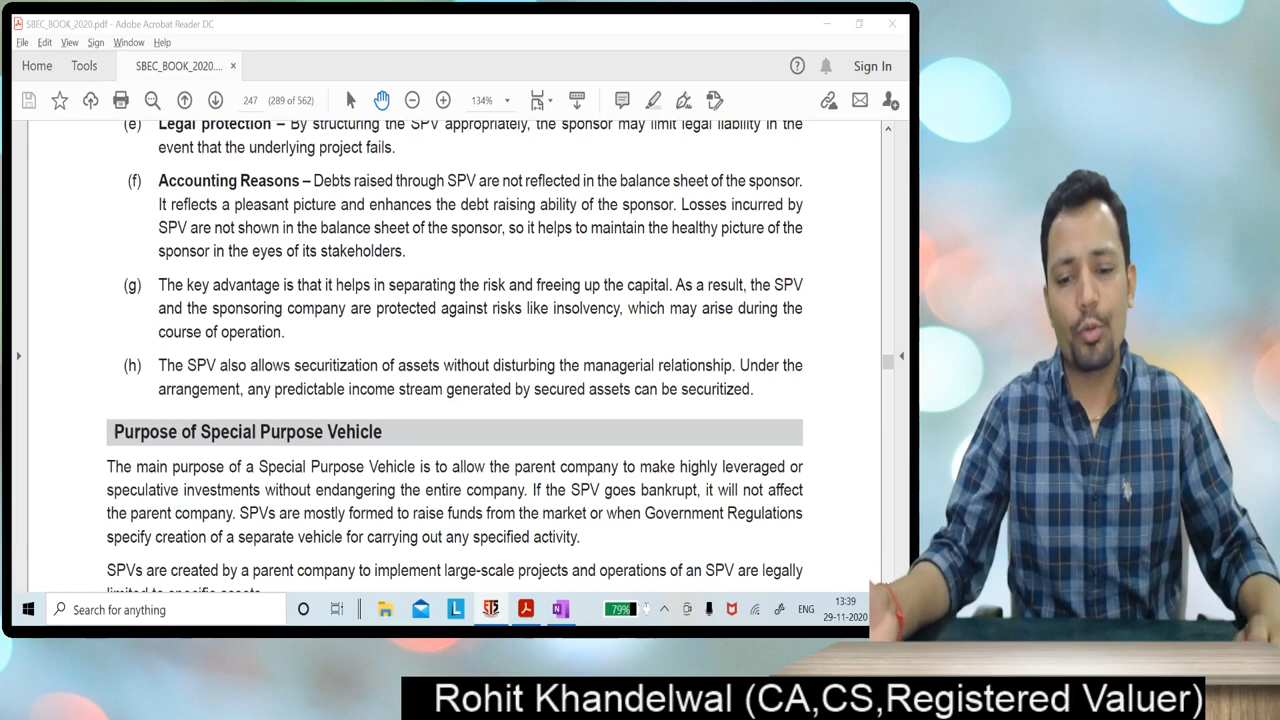 SBEC_BOOK_2020.pdf - Adobe Acrobat Reader DC
File Edit View Sign Window Help
Home Tools SBEC_BOOK_2020.... × Sign In
247 (289 of 562) 134%
(e) Legal protection – By structuring the SPV appropriately, the sponsor may limit legal liability in the
event that the underlying project fails.
(f) Accounting Reasons – Debts raised through SPV are not reflected in the balance sheet of the sponsor.
It reflects a pleasant picture and enhances the debt raising ability of the sponsor. Losses incurred by
SPV are not shown in the balance sheet of the sponsor, so it helps to maintain the healthy picture of the
sponsor in the eyes of its stakeholders.
(g) The key advantage is that it helps in separating the risk and freeing up the capital. As a result, the SPV
and the sponsoring company are protected against risks like insolvency, which may arise during the
course of operation.
(h) The SPV also allows securitization of assets without disturbing the managerial relationship. Under the
arrangement, any predictable income stream generated by secured assets can be securitized.
Purpose of Special Purpose Vehicle
The main purpose of a Special Purpose Vehicle is to allow the parent company to make highly leveraged or
speculative investments without endangering the entire company. If the SPV goes bankrupt, it will not affect
the parent company. SPVs are mostly formed to raise funds from the market or when Government Regulations
specify creation of a separate vehicle for carrying out any specified activity.
SPVs are created by a parent company to implement large-scale projects and operations of an SPV are legally
limited to specific assets.
Search for anything
79%
ENG
13:39
29-11-2020
Rohit Khandelwal (CA,CS,Registered Valuer)